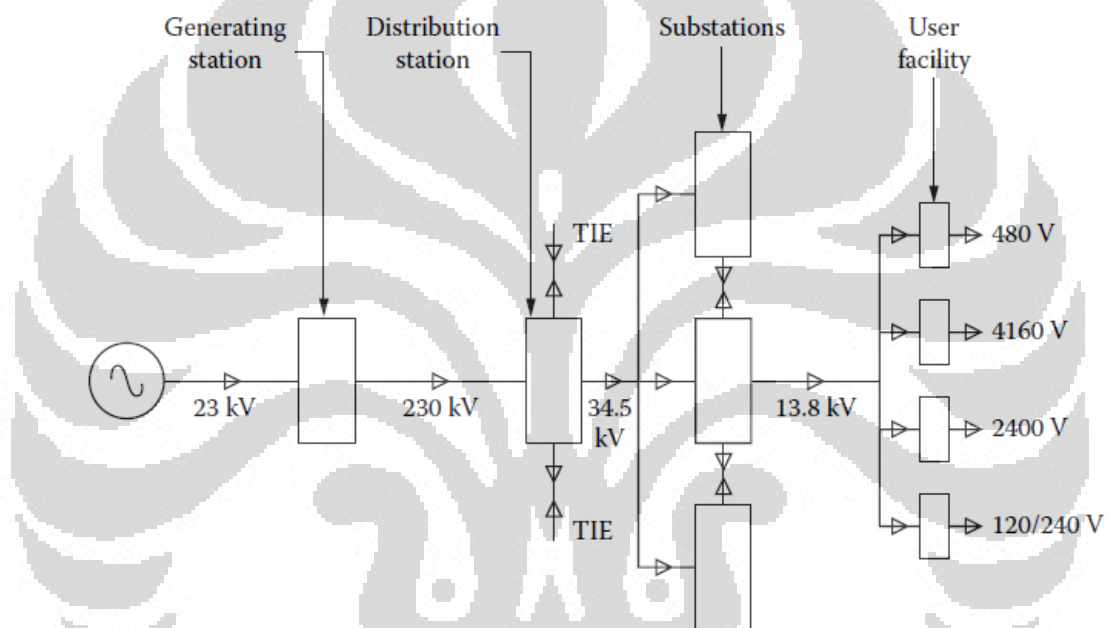 Generating
station
Distribution
station
Substations
User
facility
TIE
480 V
4160 V
23 kV
230 kV
34.5
kV
13.8 kV
2400 V
TIE
120/240 V